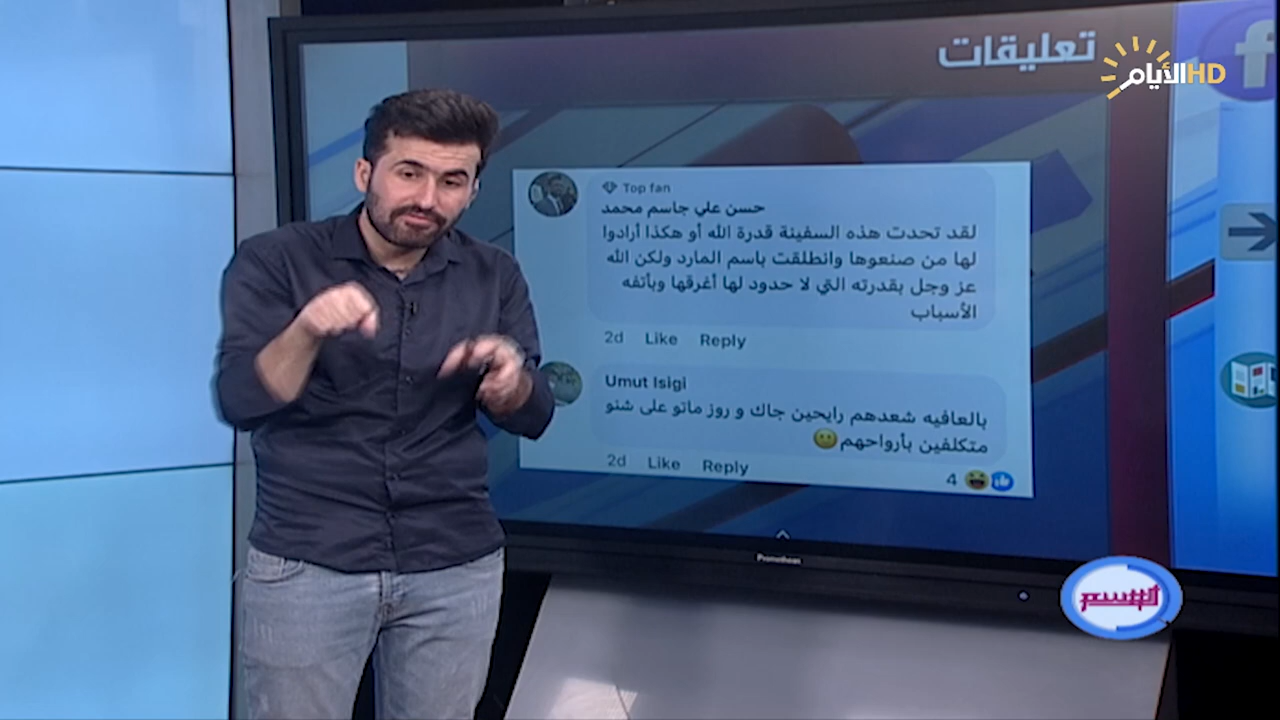 تعليقات
الأيام HD
Top fan
حسن علي جاسم محمد
لقد تحدت هذه السفينة قدرة الله أو هكذا أرادوا
لها من صنعوها وانطلقت باسم المارد ولكن الله
عز وجل بقدرته التي لا حدود لها أغرقها وبأتفه
الأسباب
2d Like Reply
Umut Isigi
بالعافيه شعدهم رايحين جاك و روز ماتو على شنو
متكلفين بأرواحهم🙂
2d Like Reply
4
Promethean